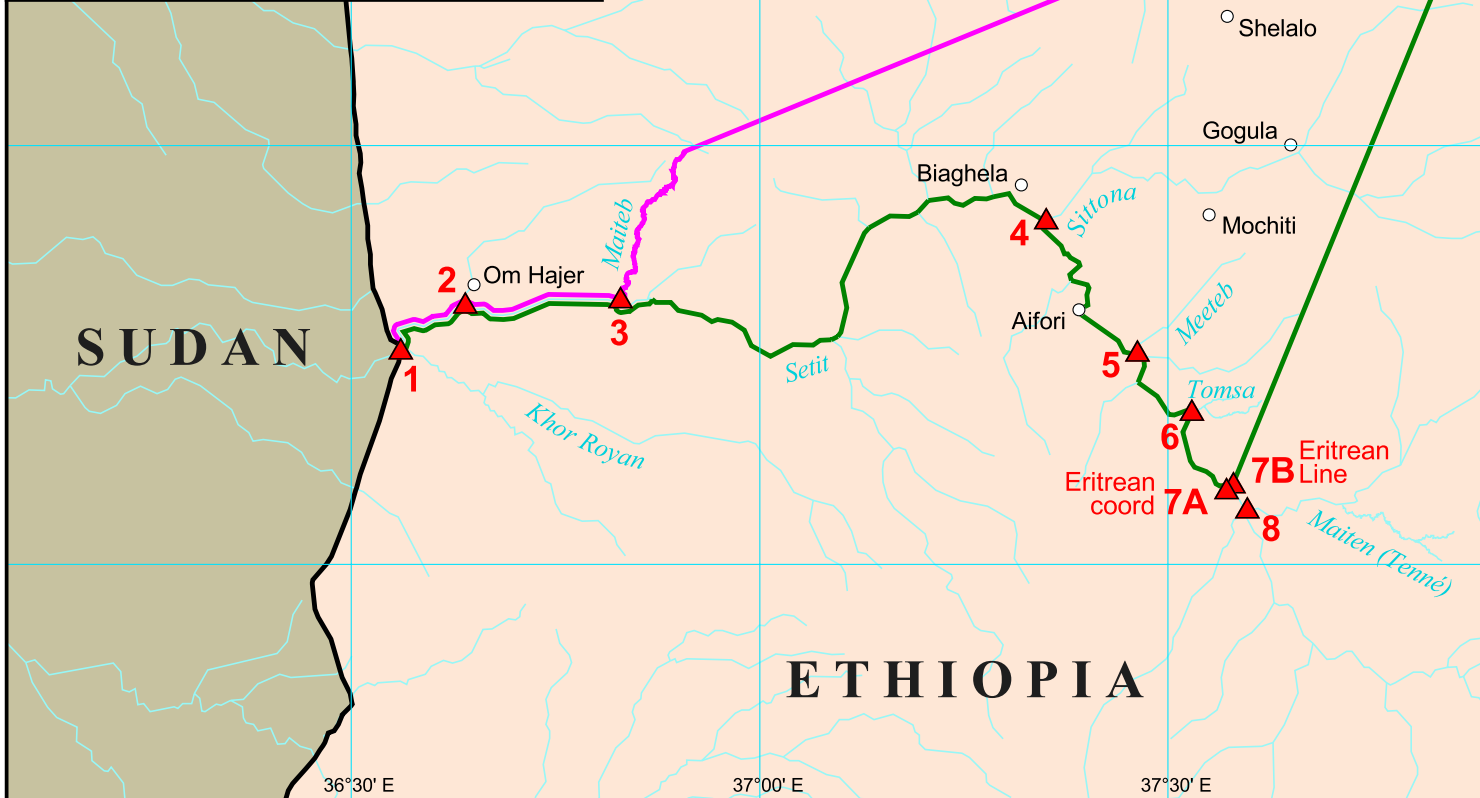 Shelalo
Gogula
Biaghela
Sittona
4
Mochiti
Maiteb
2
Om Hajer
Meeteb
Aifori
SUDAN
3
5
1
Setit
Tomsa
Khor Royan
6
Eritrean
Line
7B
Eritrean
coord
7A
8
Maiten (Tenné)
ETHIOPIA
36°30' E
37°00' E
37°30' E